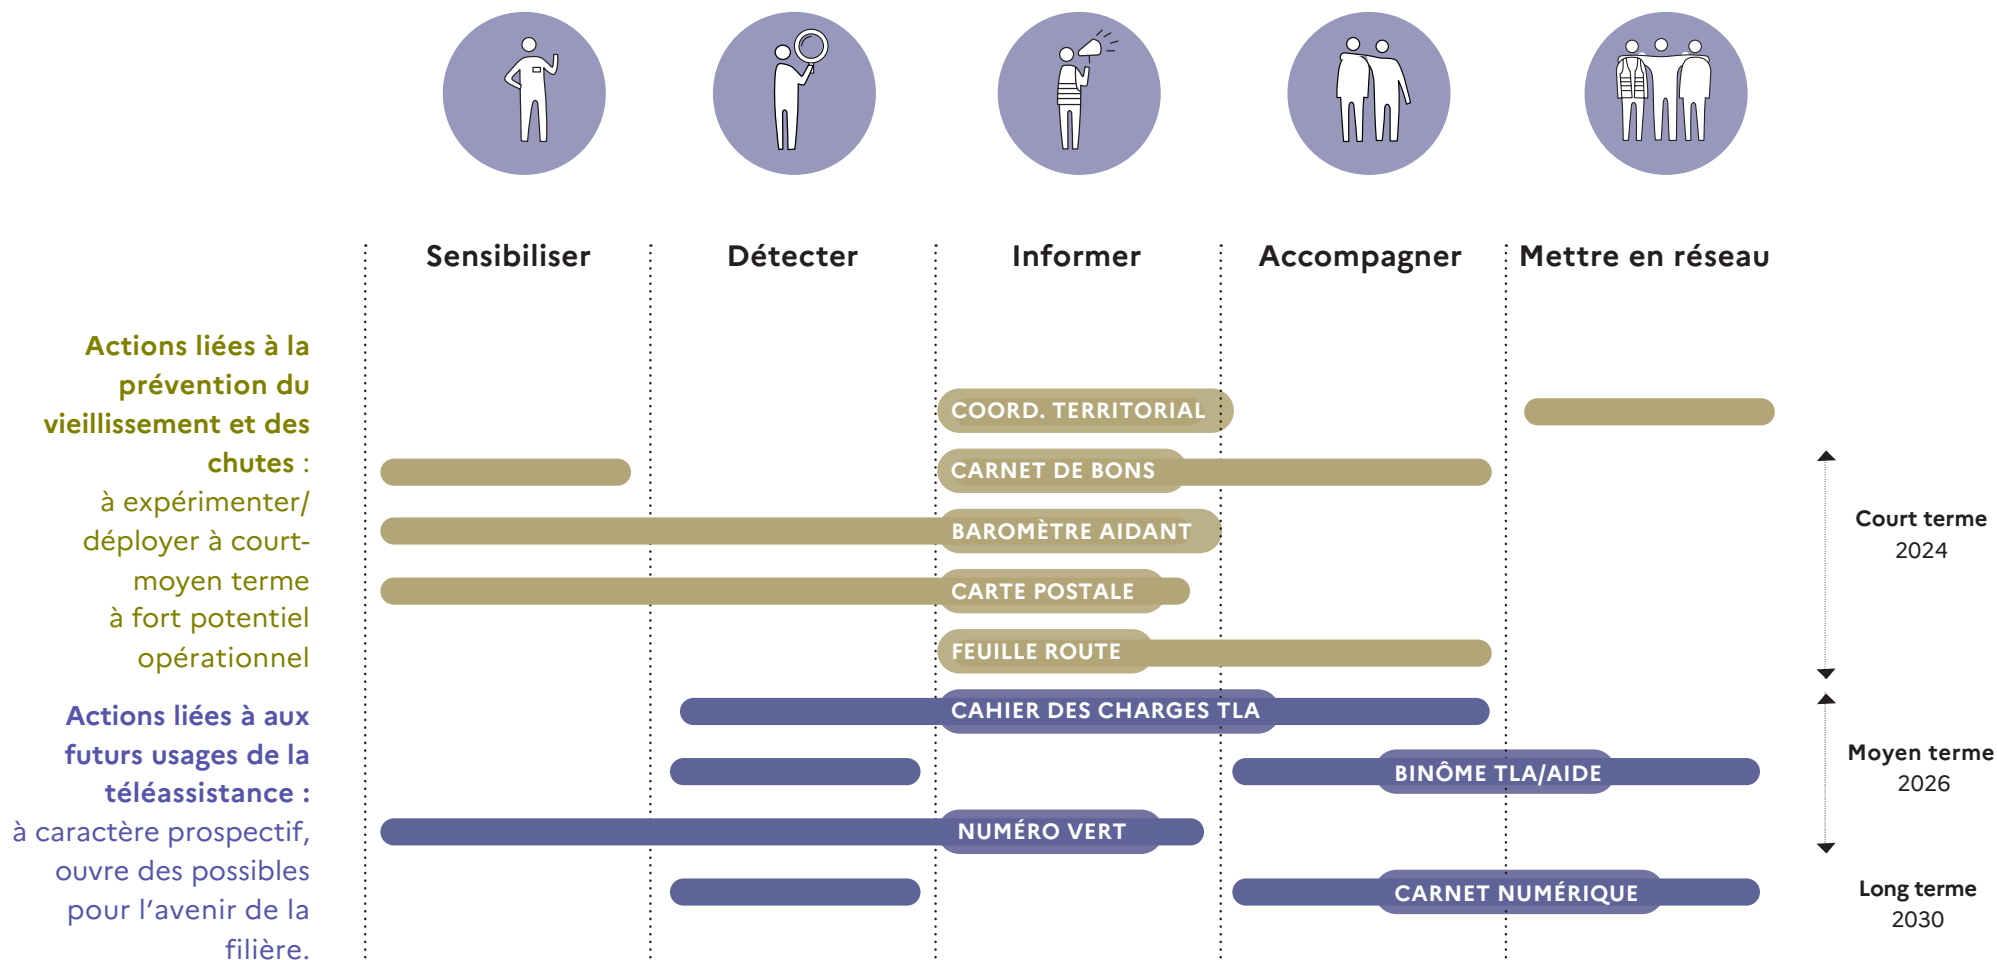 Sensibiliser
Détecter
Informer
Accompagner
Mettre en réseau
Actions liées à la
prévention du
vieillissement et des
chutes :
à expérimenter/
déployer à court-
moyen terme
à fort potentiel
opérationnel
COORD. TERRITORIAL
CARNET DE BONS
BAROMÈTRE AIDANT
CARTE POSTALE
FEUILLE ROUTE
Court terme
2024
Actions liées à aux
futurs usages de la
téléassistance :
à caractère prospectif,
ouvre des possibles
pour l’avenir de la
filière.
CAHIER DES CHARGES TLA
BINÔME TLA/AIDE
NUMÉRO VERT
CARNET NUMÉRIQUE
Moyen terme
2026
Long terme
2030